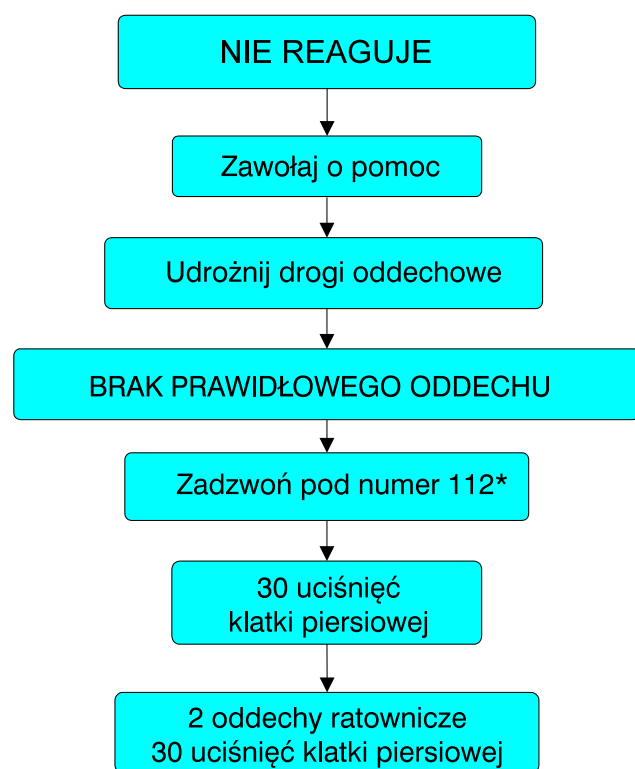 NIE REAGUJE
Zawołaj o pomoc
Udrożnij drogi oddechowe
BRAK PRAWIDŁOWEGO ODDECHU
Zadzwoń pod numer 112*
30 uciśnięć
klatki piersiowej
2 oddechy ratownicze
30 uciśnięć klatki piersiowej